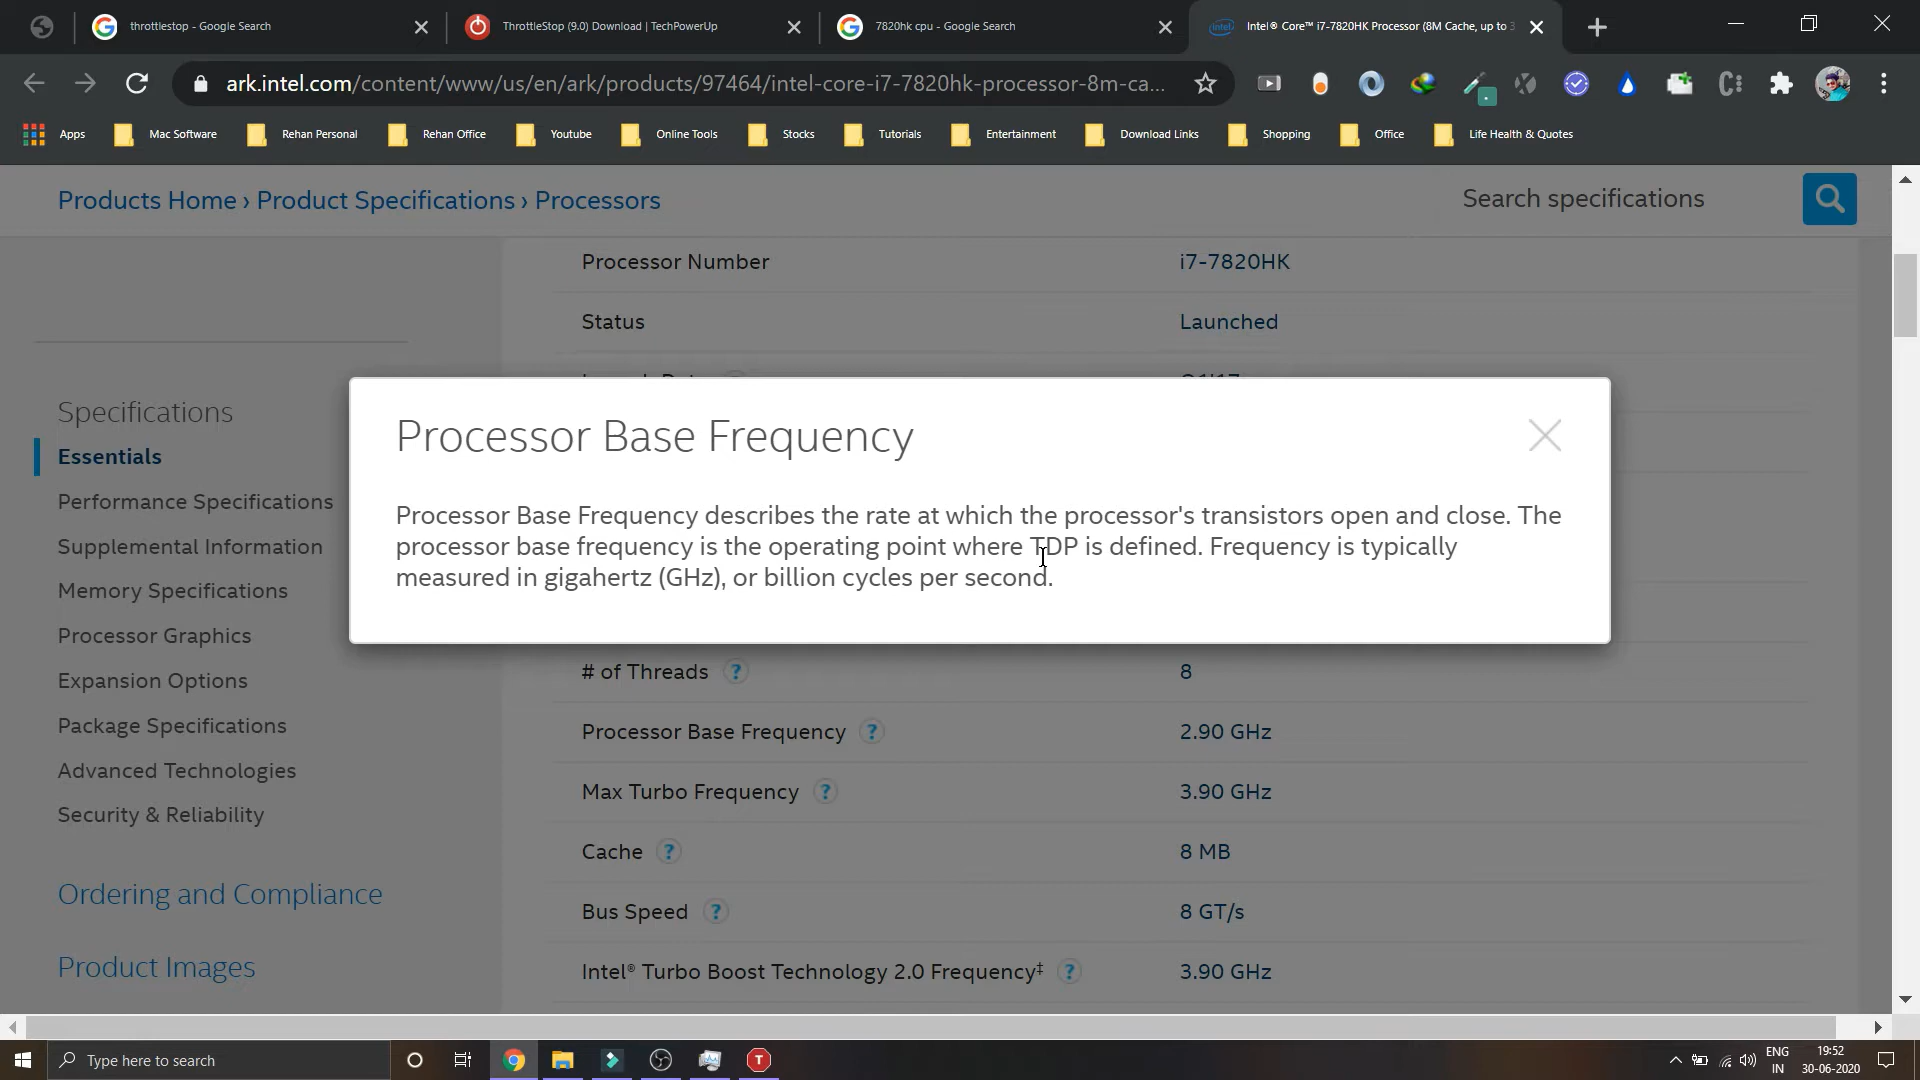 throttlestop - Google Search
ThrottleStop (9.0) Download | TechPowerUp
7820hk cpu - Google Search
Intel® Core™ i7-7820HK Processor (8M Cache, up to 3
ark.intel.com/content/www/us/en/ark/products/97464/intel-core-i7-7820hk-processor-8m-ca...
Apps
Mac Software
Rehan Personal
Rehan Office
Youtube
Online Tools
Stocks
Tutorials
Entertainment
Download Links
Shopping
Office
Life Health & Quotes
Products Home › Product Specifications › Processors
Search specifications
Processor Number
i7-7820HK
Status
Launched
Specifications
Essentials
Performance Specifications
Supplemental Information
Memory Specifications
Processor Graphics
Expansion Options
Package Specifications
Advanced Technologies
Security & Reliability
Ordering and Compliance
Product Images
Processor Base Frequency
Processor Base Frequency describes the rate at which the processor's transistors open and close. The
processor base frequency is the operating point where TDP is defined. Frequency is typically
measured in gigahertz (GHz), or billion cycles per second.
# of Threads ?
8
Processor Base Frequency ?
2.90 GHz
Max Turbo Frequency ?
3.90 GHz
Cache ?
8 MB
Bus Speed ?
8 GT/s
Intel® Turbo Boost Technology 2.0 Frequency‡ ?
3.90 GHz
Type here to search
T
ENG
IN
19:52
30-06-2020